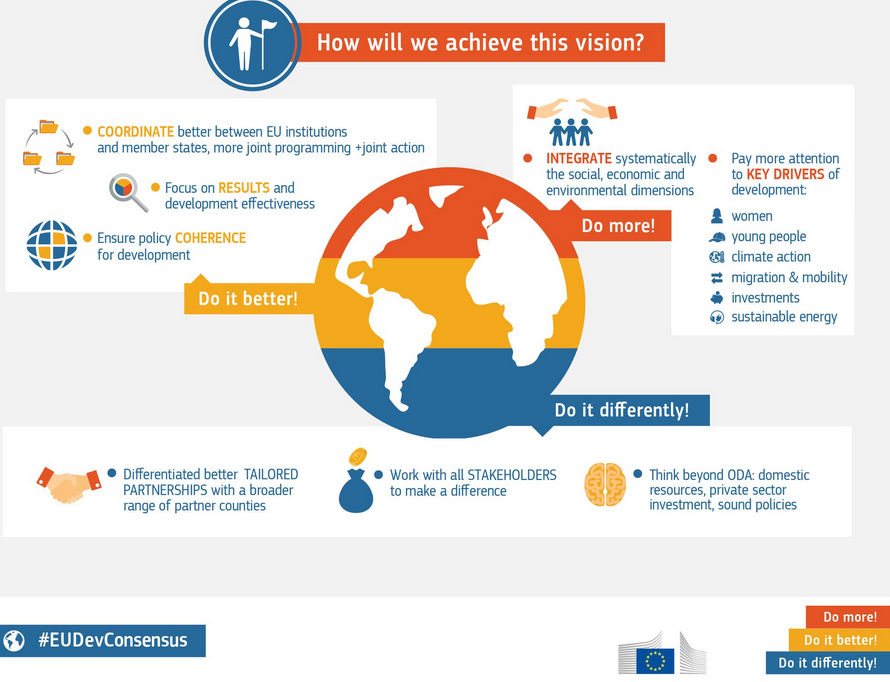 How will we achieve this vision?
COORDINATE better between EU institutions
and member states, more joint programming +joint action
Focus on RESULTS and
development effectiveness
Ensure policy COHERENCE
for development
Do it better!
INTEGRATE systematically
the social, economic and
environmental dimensions
Pay more attention
to KEY DRIVERS of
development:
women
young people
climate action
migration & mobility
investments
sustainable energy
Do more!
Do it differently!
Differentiated better TAILORED
PARTNERSHIPS with a broader
range of partner counties
Work with all STAKEHOLDERS
to make a difference
Think beyond ODA: domestic
resources, private sector
investment, sound policies
#EUDevConsensus
Do more!
Do it better!
Do it differently!